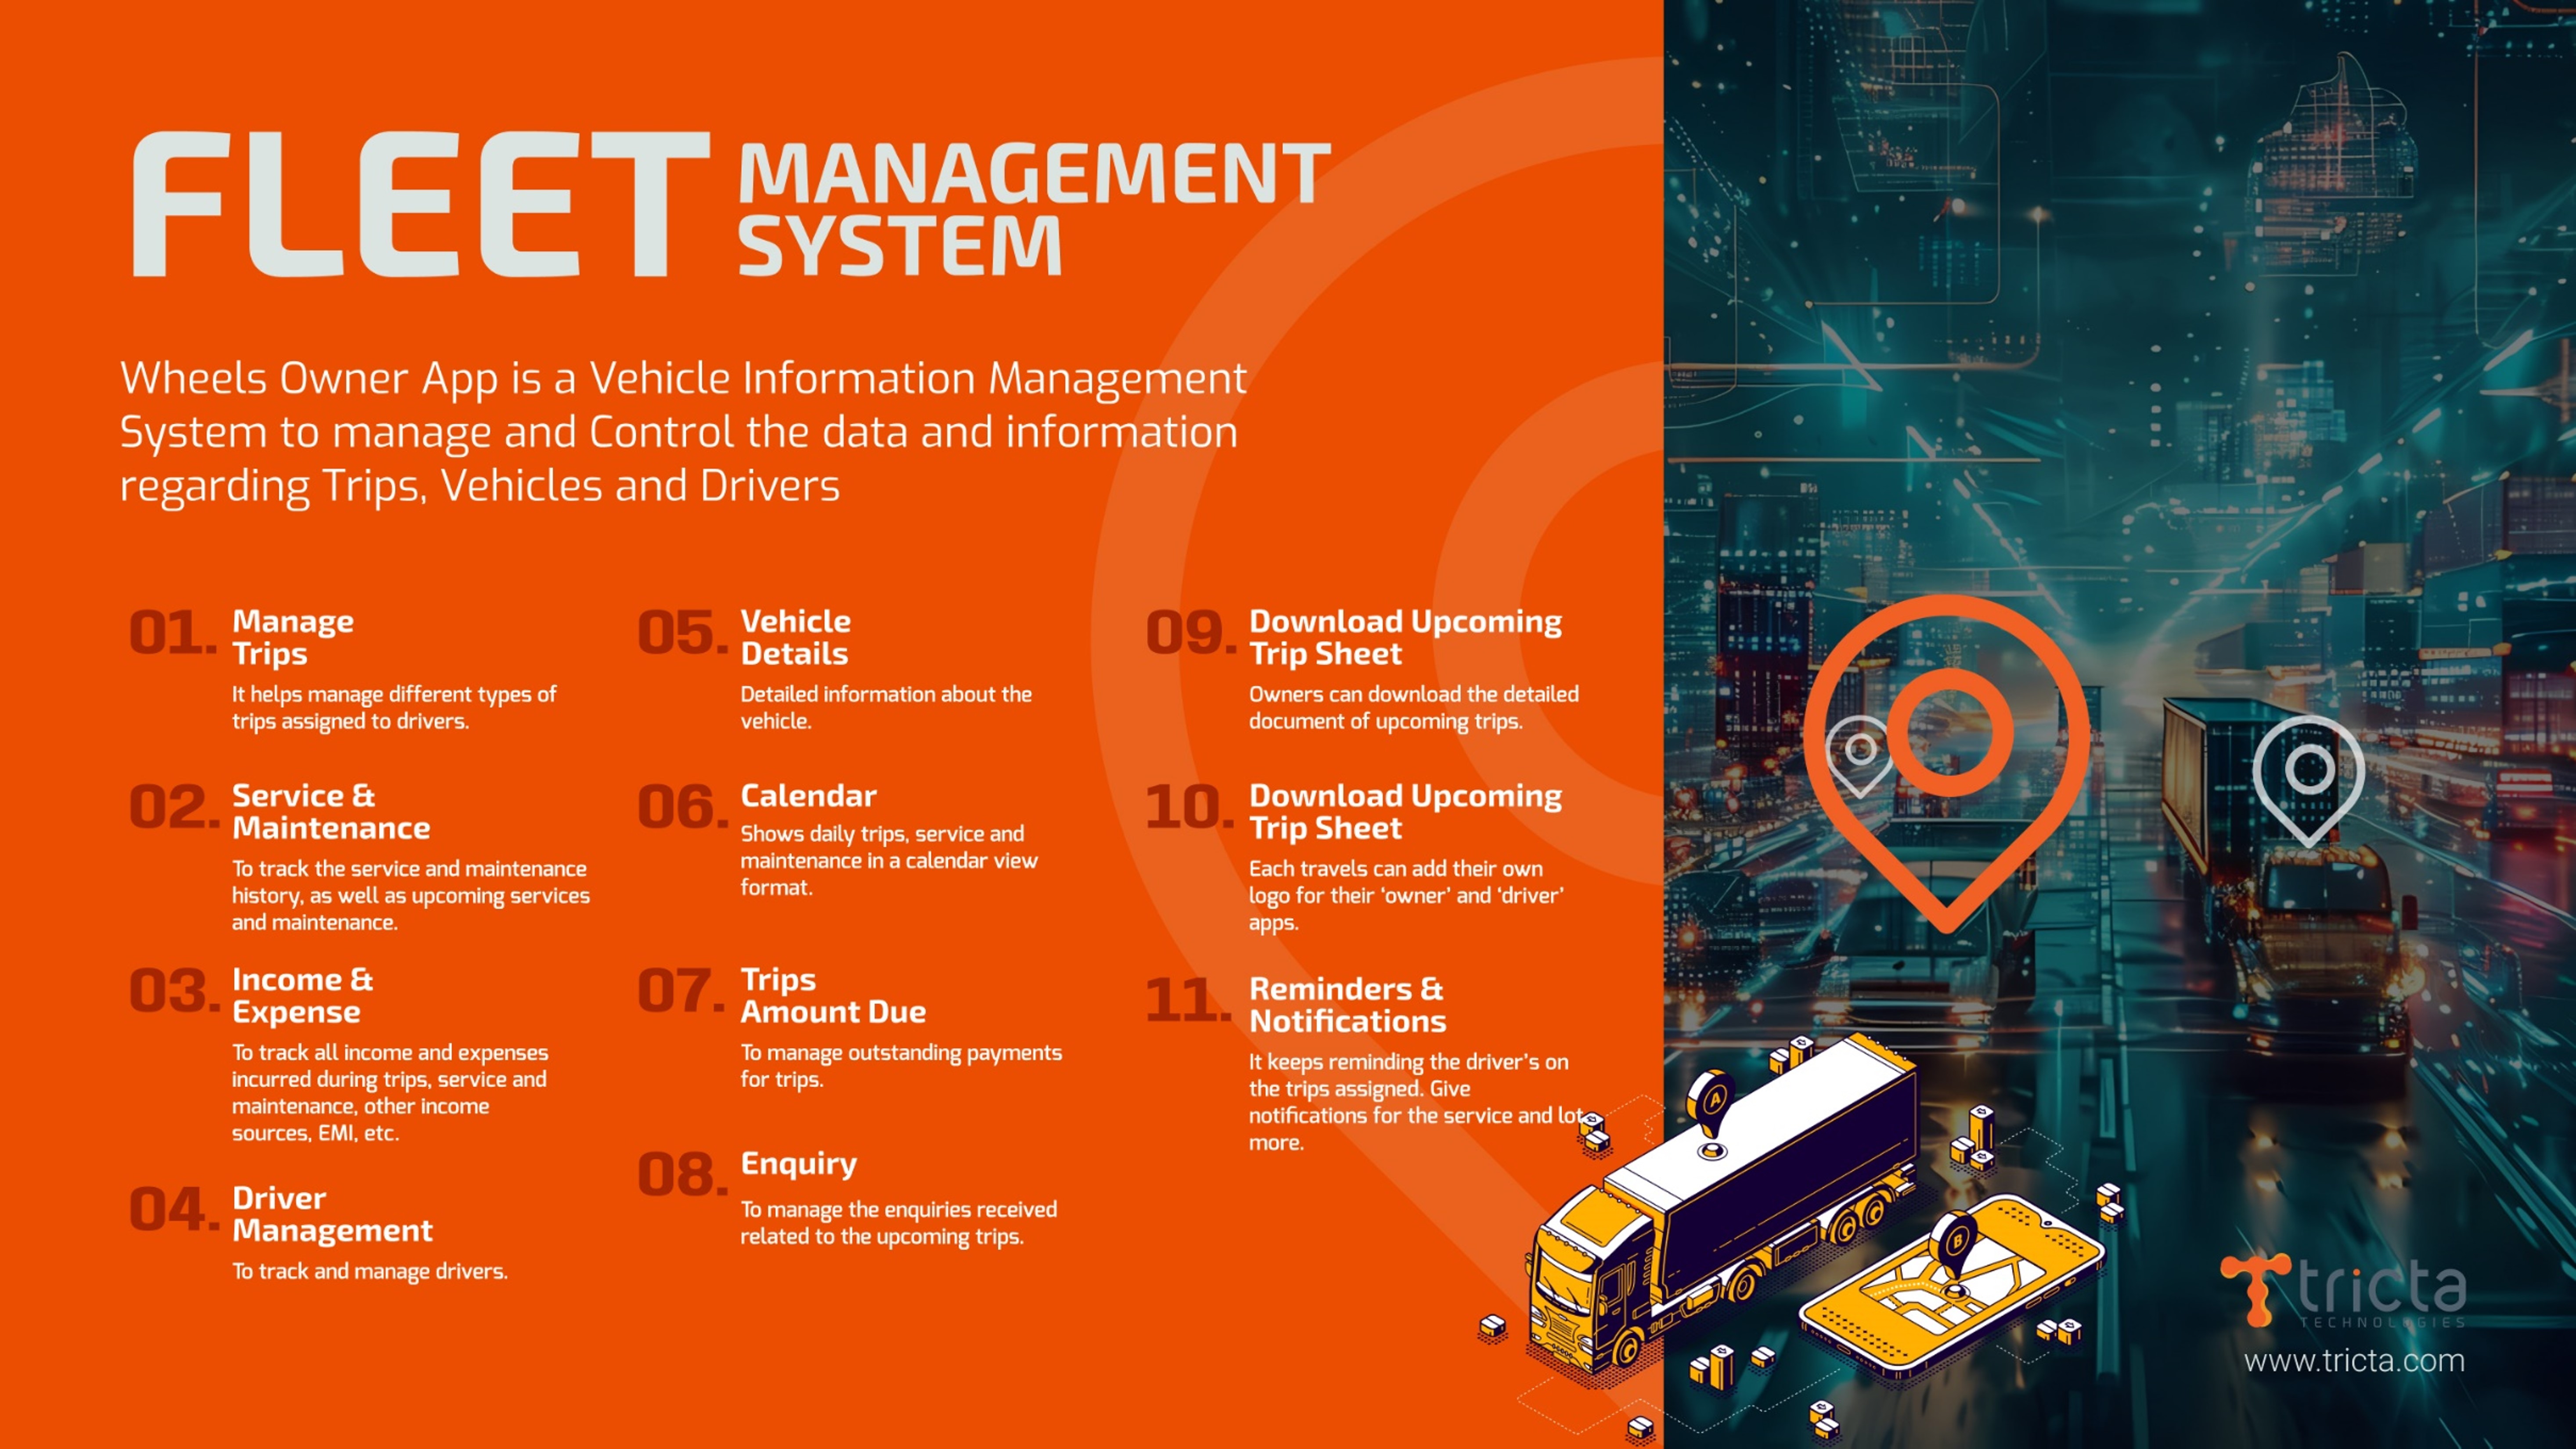 FLEET MANAGEMENT
SYSTEM
Wheels Owner App is a Vehicle Information Management
System to manage and Control the data and information
regarding Trips, Vehicles and Drivers
01. Manage
Trips
It helps manage different types of
trips assigned to drivers.
02. Service &
Maintenance
To track the service and maintenance
history, as well as upcoming services
and maintenance.
03. Income &
Expense
To track all income and expenses
incurred during trips, service and
maintenance, other income
sources, EMI, etc.
04. Driver
Management
To track and manage drivers.
05. Vehicle
Details
Detailed information about the
vehicle.
06. Calendar
Shows daily trips, service and
maintenance in a calendar view
format.
07. Trips
Amount Due
To manage outstanding payments
for trips.
08. Enquiry
To manage the enquiries received
related to the upcoming trips.
09. Download Upcoming
Trip Sheet
Owners can download the detailed
document of upcoming trips.
10. Download Upcoming
Trip Sheet
Each travels can add their own
logo for their ‘owner’ and ‘driver’
apps.
11. Reminders &
Notifications
It keeps reminding the driver's on
the trips assigned. Give
notifications for the service and lot
more.
A
B
tricta
TECHNOLOGIES
www.tricta.com